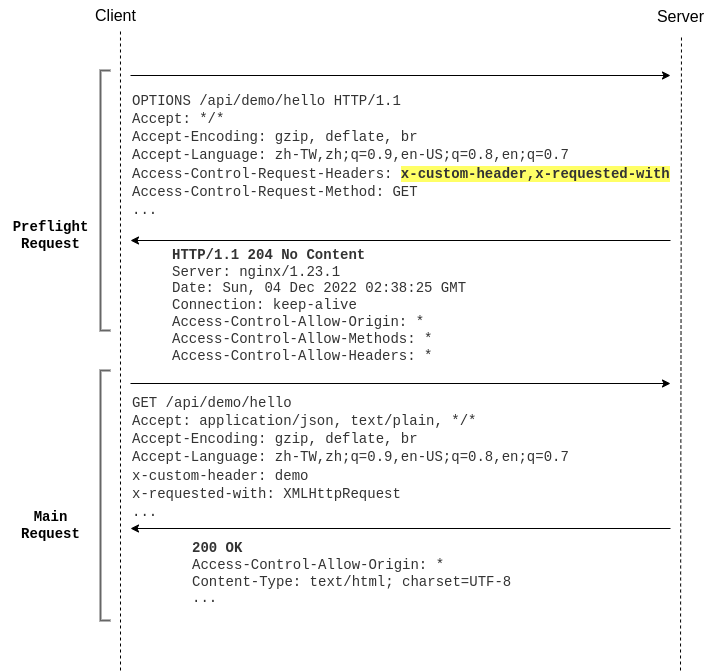 Client
Server
OPTIONS /api/demo/hello HTTP/1.1
Accept: */*
Accept-Encoding: gzip, deflate, br
Accept-Language: zh-TW,zh;q=0.9,en-US;q=0.8,en;q=0.7
Access-Control-Request-Headers: x-custom-header,x-requested-with
Access-Control-Request-Method: GET
...
Preflight
Request
HTTP/1.1 204 No Content
Server: nginx/1.23.1
Date: Sun, 04 Dec 2022 02:38:25 GMT
Connection: keep-alive
Access-Control-Allow-Origin: *
Access-Control-Allow-Methods: *
Access-Control-Allow-Headers: *
GET /api/demo/hello
Accept: application/json, text/plain, */*
Accept-Encoding: gzip, deflate, br
Accept-Language: zh-TW,zh;q=0.9,en-US;q=0.8,en;q=0.7
x-custom-header: demo
x-requested-with: XMLHttpRequest
...
Main
Request
200 OK
Access-Control-Allow-Origin: *
Content-Type: text/html; charset=UTF-8
...